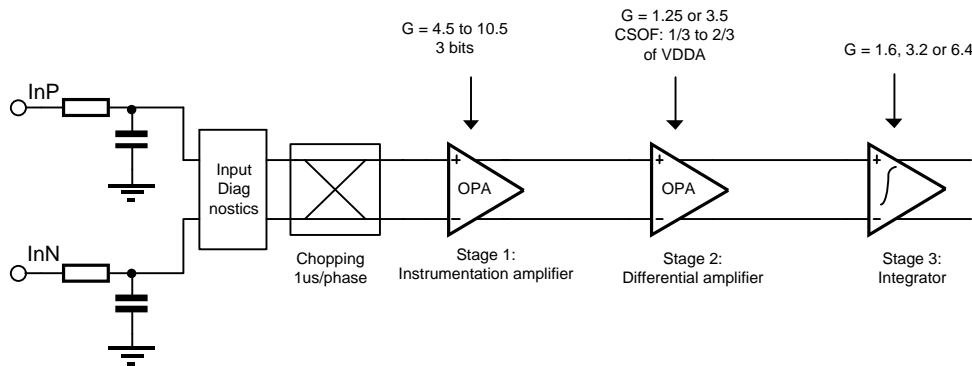 G = 4.5 to 10.5
3 bits
G = 1.25 or 3.5
CSOF: 1/3 to 2/3
of VDDA
G = 1.6, 3.2 or 6.4
InP
Input
Diag
nostics
+
OPA
−
+
OPA
−
+
−
InN
Chopping
1us/phase
Stage 1:
Instrumentation amplifier
Stage 2:
Differential amplifier
Stage 3:
Integrator